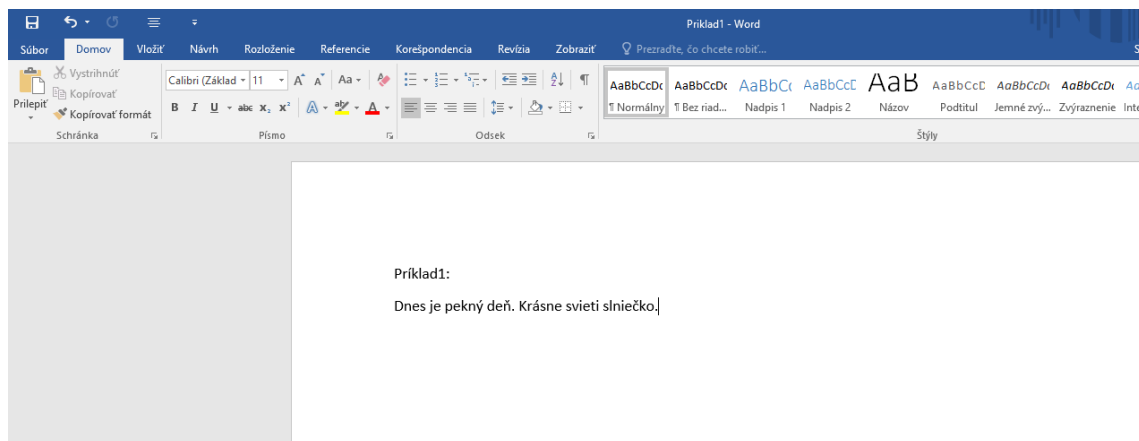 Priklad1 - Word
Súbor Domov Vložiť Návrh Rozloženie Referencie Korešpondencia Revízia Zobraziť Prezraďte, čo chcete robiť...
Prilepiť
Vystrihnúť
Kopírovať
Kopírovať formát
Schránka
Calibri (Základ 11
Písmo
Odsek
AaBbCcDc AaBbCcDc AaBbCc AaBbCcC AaB AaBbCcD AaBbCcDc AaBbCcDc
¶ Normálny ¶ Bez riad... Nadpis 1 Nadpis 2 Názov Podtitul Jemné zvý... Zvýraznenie Inte
Štýly
Príklad1:
Dnes je pekný deň. Krásne svieti slniečko.